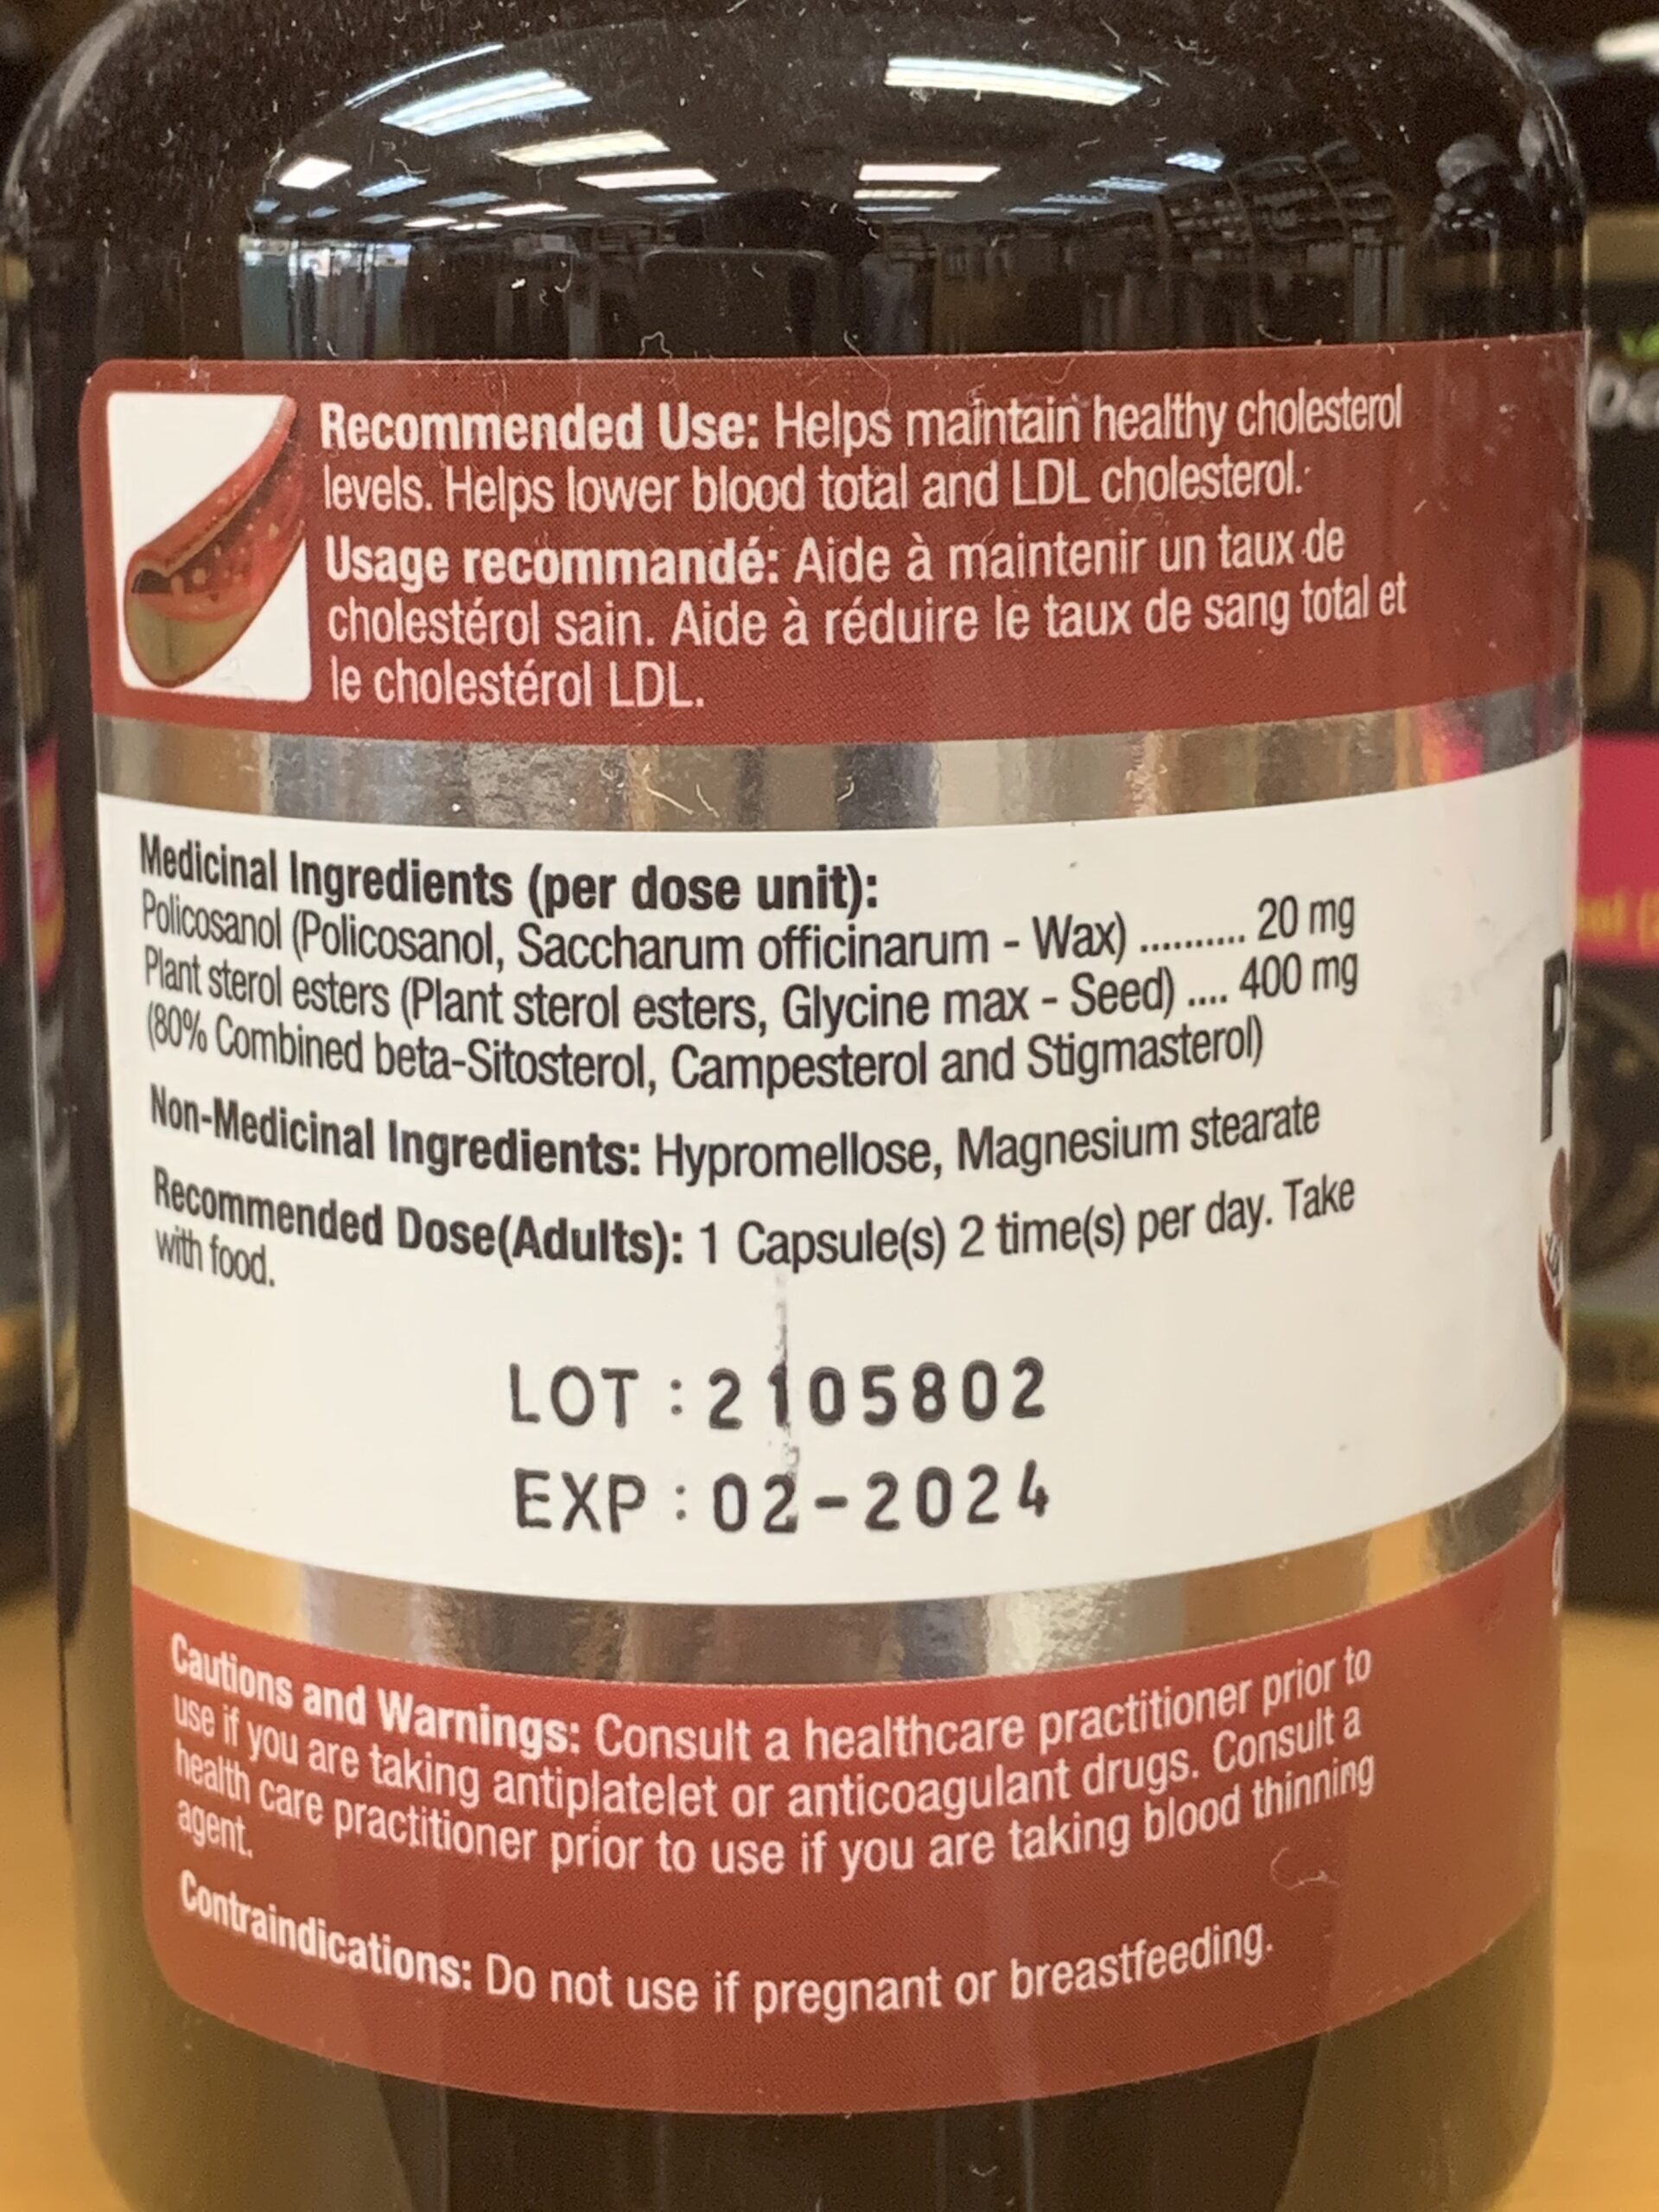 Recommended Use: Helps maintain healthy cholesterol
levels. Helps lower blood total and LDL cholesterol.
Usage recommandé: Aide à maintenir un taux de
cholestérol sain. Aide à réduire le taux de sang total et
le cholestérol LDL.
Medicinal Ingredients (per dose unit):
Policosanol (Policosanol, Saccharum officinarum - Wax) .......... 20 mg
Plant sterol esters (Plant sterol esters, Glycine max - Seed) .... 400 mg
(80% Combined beta-Sitosterol, Campesterol and Stigmasterol)
Non-Medicinal Ingredients: Hypromellose, Magnesium stearate
Recommended Dose(Adults): 1 Capsule(s) 2 time(s) per day. Take
with food.
LOT : 2105802
EXP : 02-2024
Cautions and Warnings: Consult a healthcare practitioner prior to
use if you are taking antiplatelet or anticoagulant drugs. Consult a
health care practitioner prior to use if you are taking blood thinning
agent.
Contraindications: Do not use if pregnant or breastfeeding.